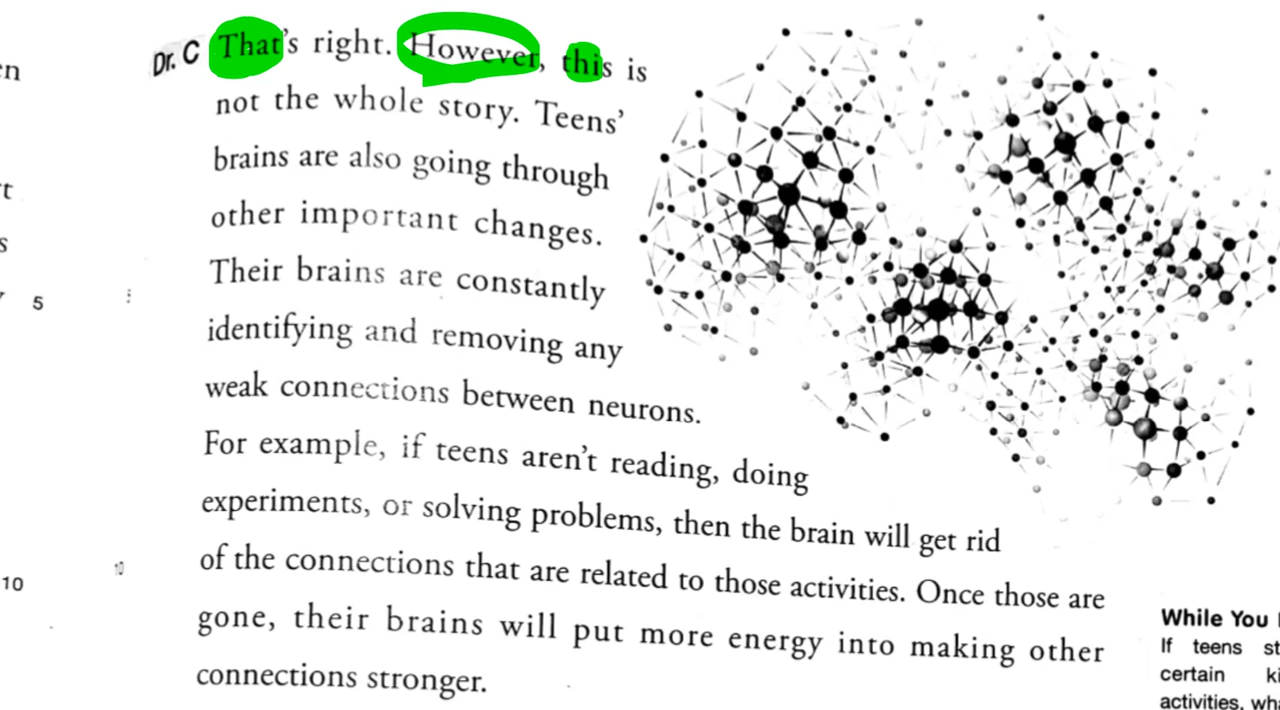 Dr. C That's right. However, this is
not the whole story. Teens'
brains are also going through
other important changes.
Their brains are constantly
identifying and removing any
weak connections between neurons.
For example, if teens aren't reading, doing
experiments, or solving problems, then the brain will get rid
of the connections that are related to those activities. Once those are
gone, their brains will put more energy into making other
connections stronger.
5
10
10
While You
If teens
certain
activities,